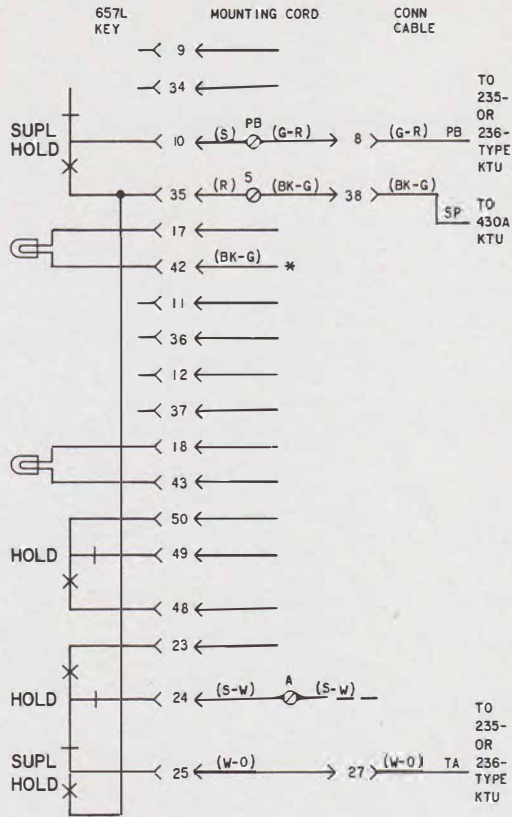 657L KEY MOUNTING CORD CONN CABLE
9
34
SUPL HOLD 10 (S) PB (G-R) 8 (G-R) PB TO 235- OR 236- TYPE KTU
35 (R) 5 (BK-G) 38 (BK-G) SP TO 430A KTU
17
42 (BK-G) *
11
36
12
37
18
43
50
HOLD 49
48
23
HOLD 24 (S-W) A (S-W)
SUPL HOLD 25 (W-O) 27 (W-O) TA TO 235- OR 236- TYPE KTU